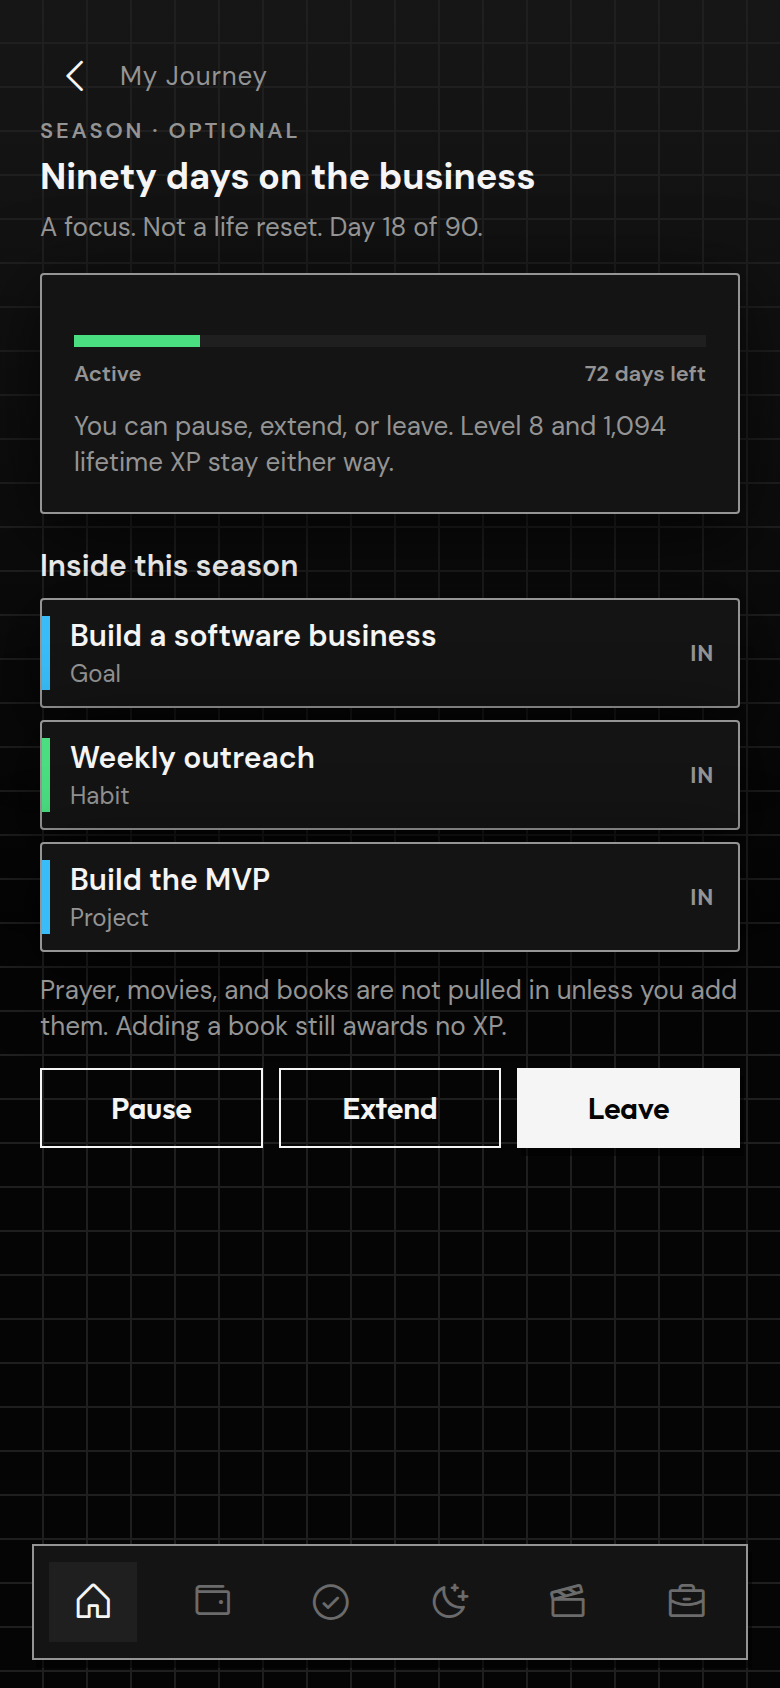 My Journey
SEASON · OPTIONAL
Ninety days on the business
A focus. Not a life reset. Day 18 of 90.
Active
72 days left
You can pause, extend, or leave. Level 8 and 1,094
lifetime XP stay either way.
Inside this season
Build a software business
Goal
IN
Weekly outreach
Habit
IN
Build the MVP
Project
IN
Prayer, movies, and books are not pulled in unless you add
them. Adding a book still awards no XP.
Pause
Extend
Leave